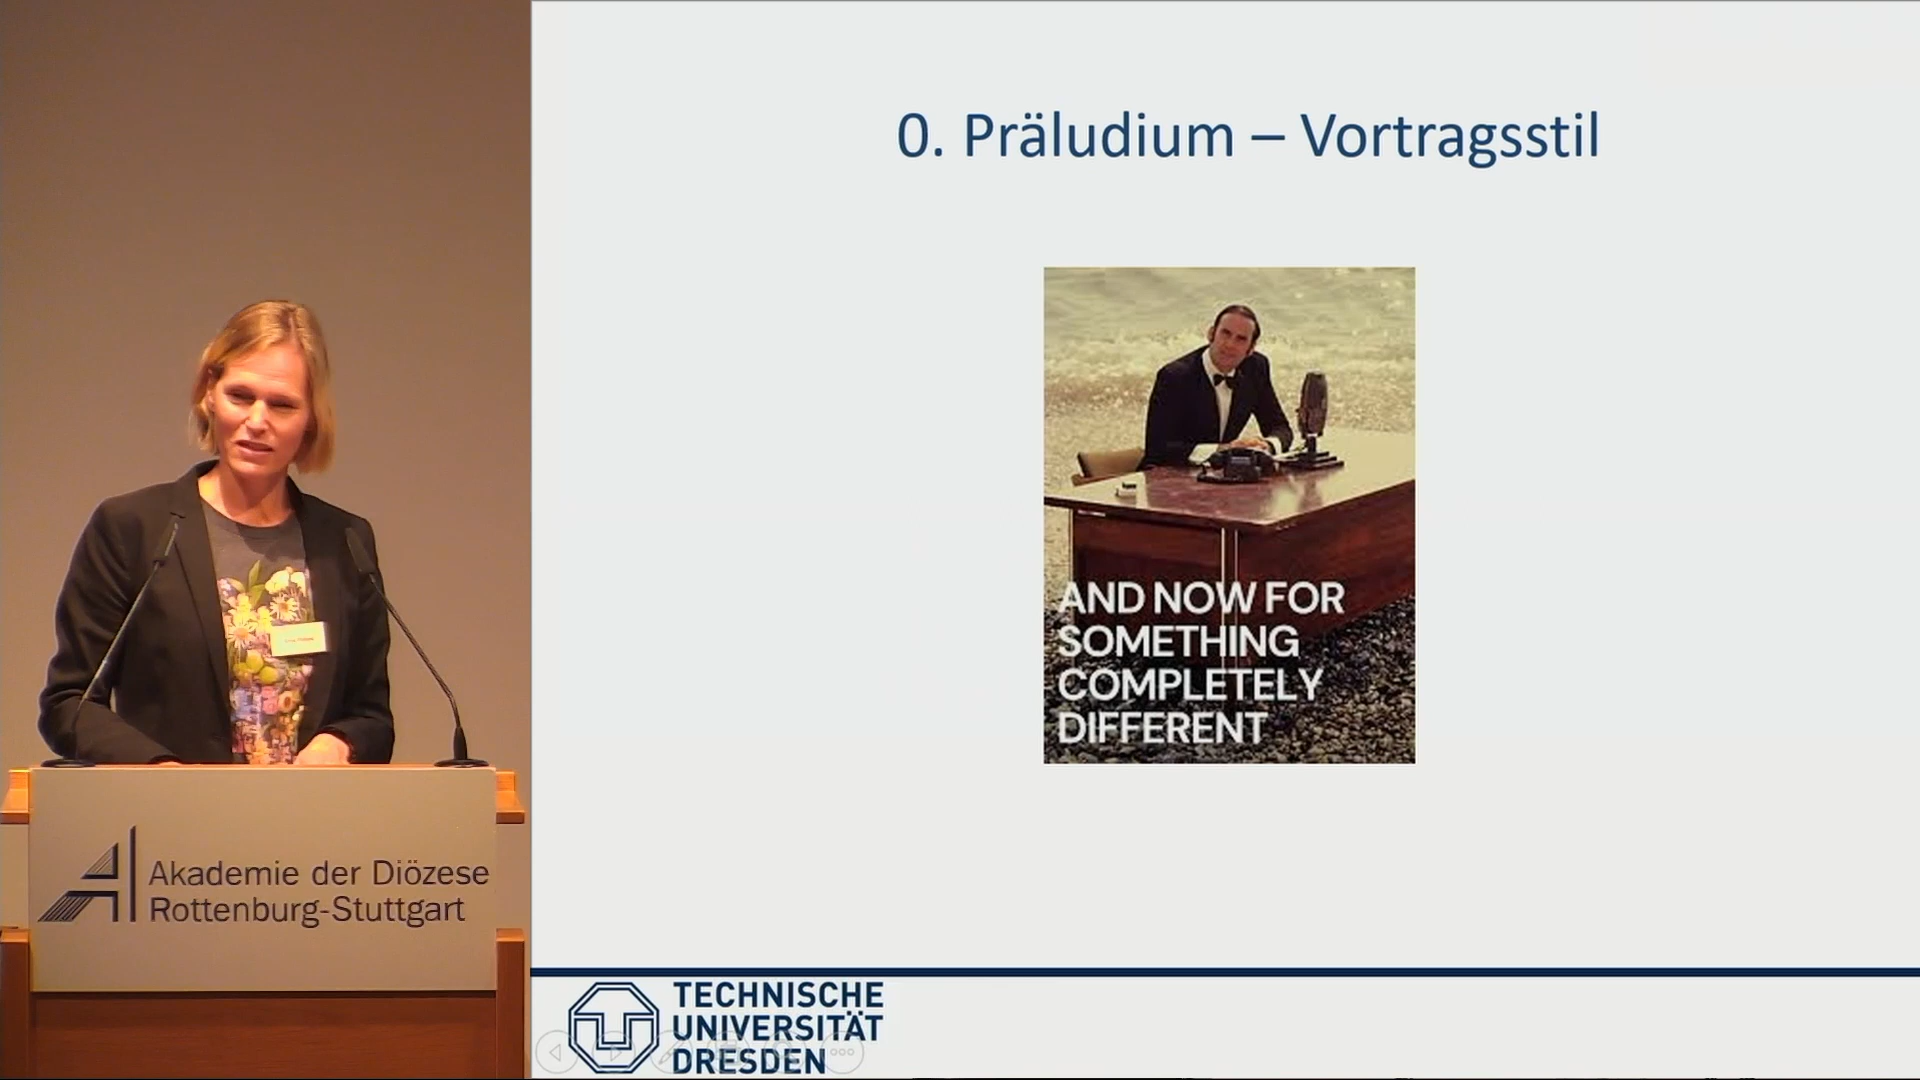 0. Präludium – Vortragsstil
AND NOW FOR
SOMETHING
COMPLETELY
DIFFERENT
Akademie der Diözese
Rottenburg-Stuttgart
TECHNISCHE
UNIVERSITÄT
DRESDEN